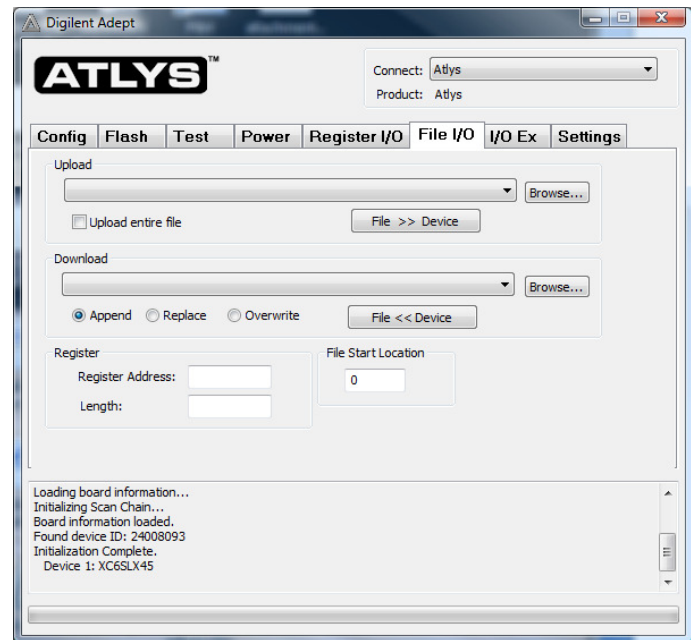 Digilent Adept
ATLYS™
Connect: Atlys
Product: Atlys
Config Flash Test Power Register I/O File I/O I/O Ex Settings
Upload
Browse...
Upload entire file
File >> Device
Download
Browse...
Append Replace Overwrite
File << Device
Register
File Start Location
Register Address:
0
Length:
Loading board information...
Initializing Scan Chain...
Board information loaded.
Found device ID: 24008093
Initialization Complete.
Device 1: XC6SLX45